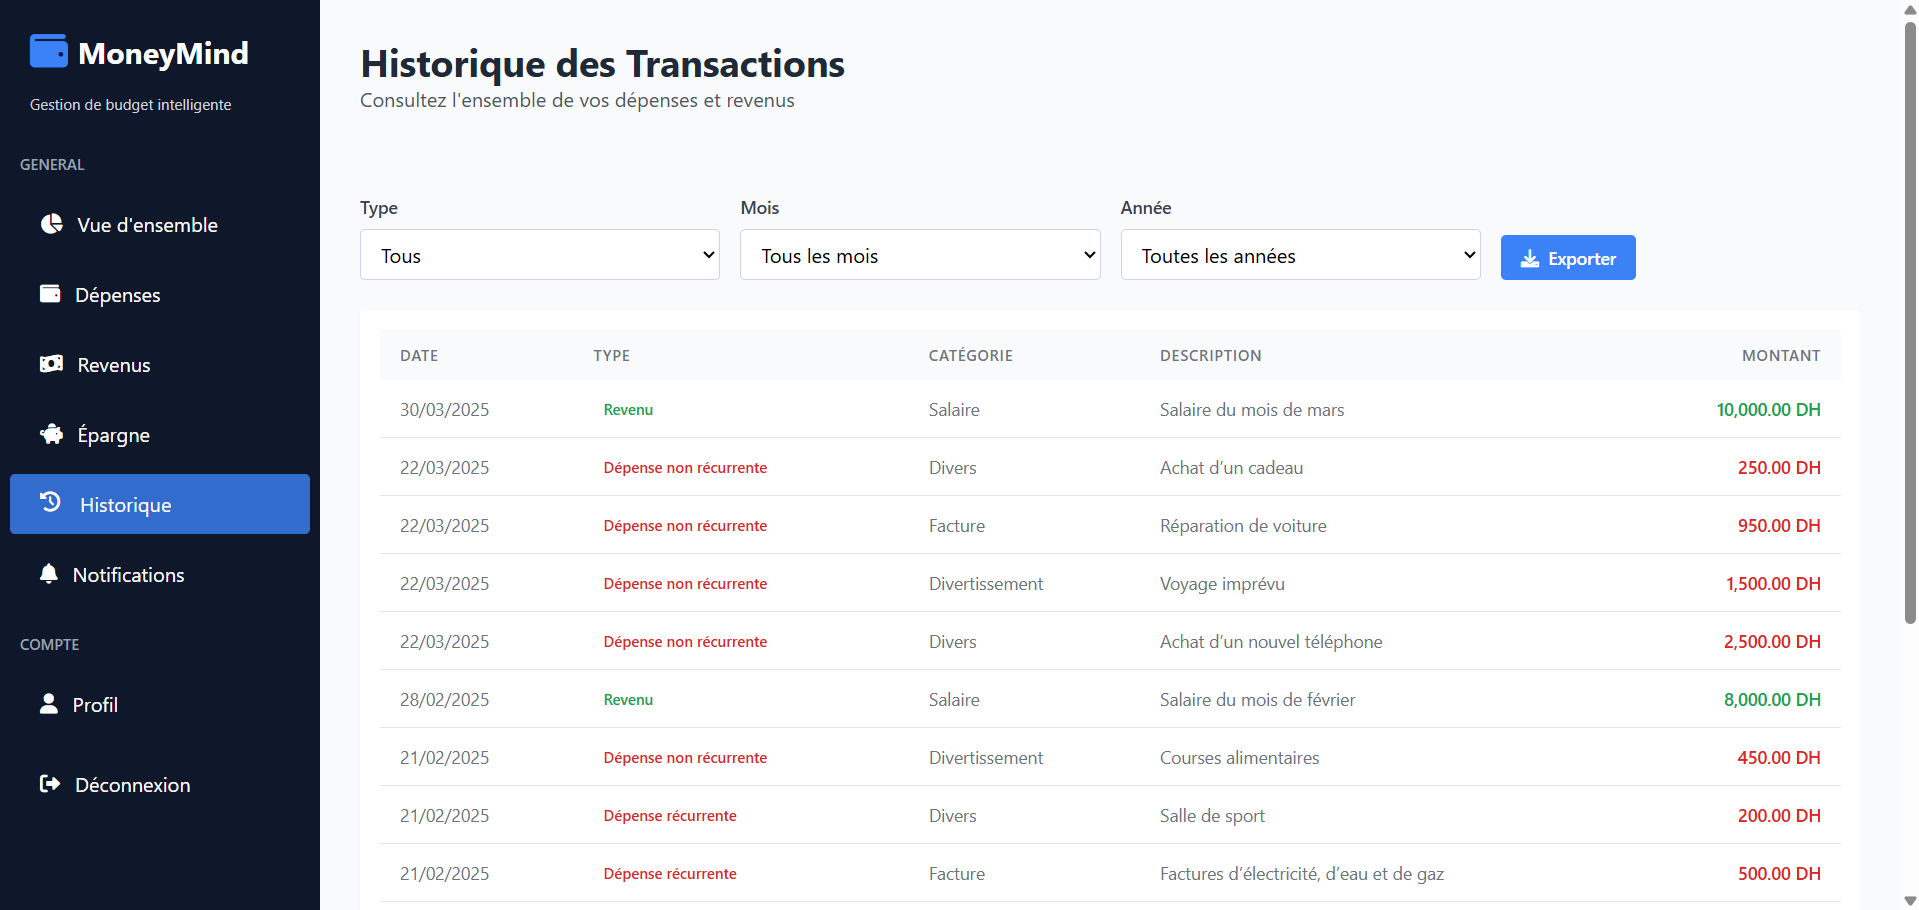 MoneyMind
Gestion de budget intelligente
GENERAL
Vue d'ensemble
Dépenses
Revenus
Épargne
Historique
Notifications
COMPTE
Profil
Déconnexion
Historique des Transactions
Consultez l'ensemble de vos dépenses et revenus
Type Mois Année
Tous Tous les mois Toutes les années Exporter
DATE TYPE CATÉGORIE DESCRIPTION MONTANT
30/03/2025 Revenu Salaire Salaire du mois de mars 10,000.00 DH
22/03/2025 Dépense non récurrente Divers Achat d’un cadeau 250.00 DH
22/03/2025 Dépense non récurrente Facture Réparation de voiture 950.00 DH
22/03/2025 Dépense non récurrente Divertissement Voyage imprévu 1,500.00 DH
22/03/2025 Dépense non récurrente Divers Achat d’un nouvel téléphone 2,500.00 DH
28/02/2025 Revenu Salaire Salaire du mois de février 8,000.00 DH
21/02/2025 Dépense non récurrente Divertissement Courses alimentaires 450.00 DH
21/02/2025 Dépense récurrente Divers Salle de sport 200.00 DH
21/02/2025 Dépense récurrente Facture Factures d’électricité, d’eau et de gaz 500.00 DH